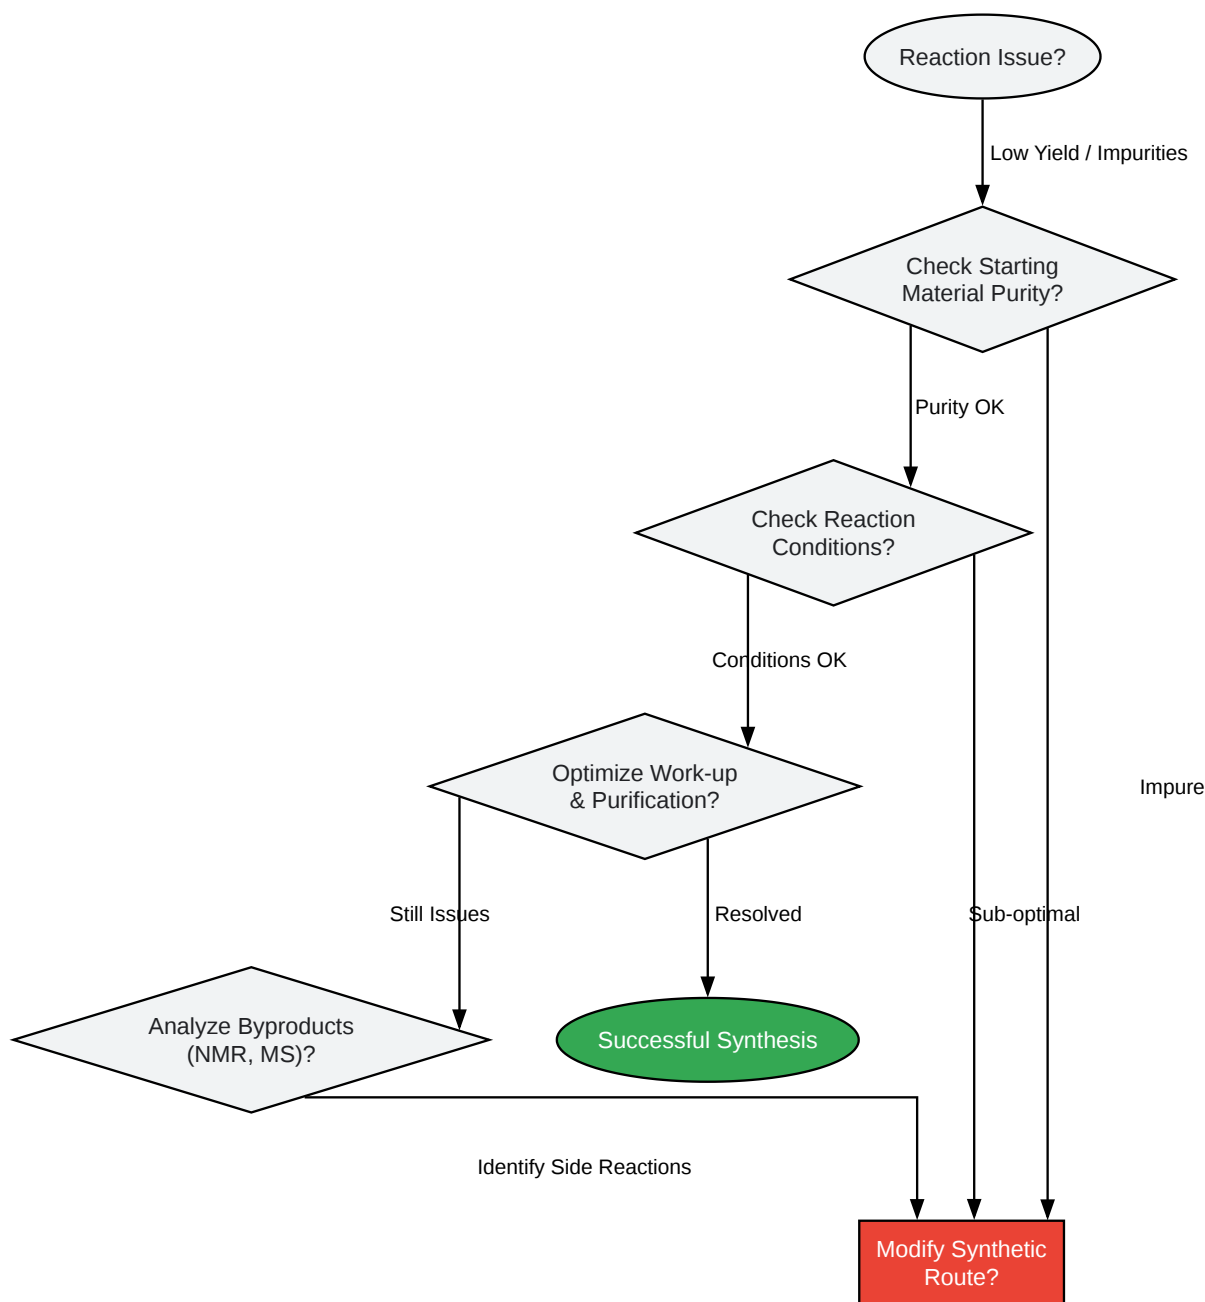 Reaction Issue?
Low Yield / Impurities
Check Starting
Material Purity?
Purity OK
Check Reaction
Conditions?
Conditions OK
Optimize Work-up
& Purification?
Impure
Still Issues
Resolved
Sub-optimal
Analyze Byproducts
(NMR, MS)?
Successful Synthesis
Identify Side Reactions
Modify Synthetic
Route?